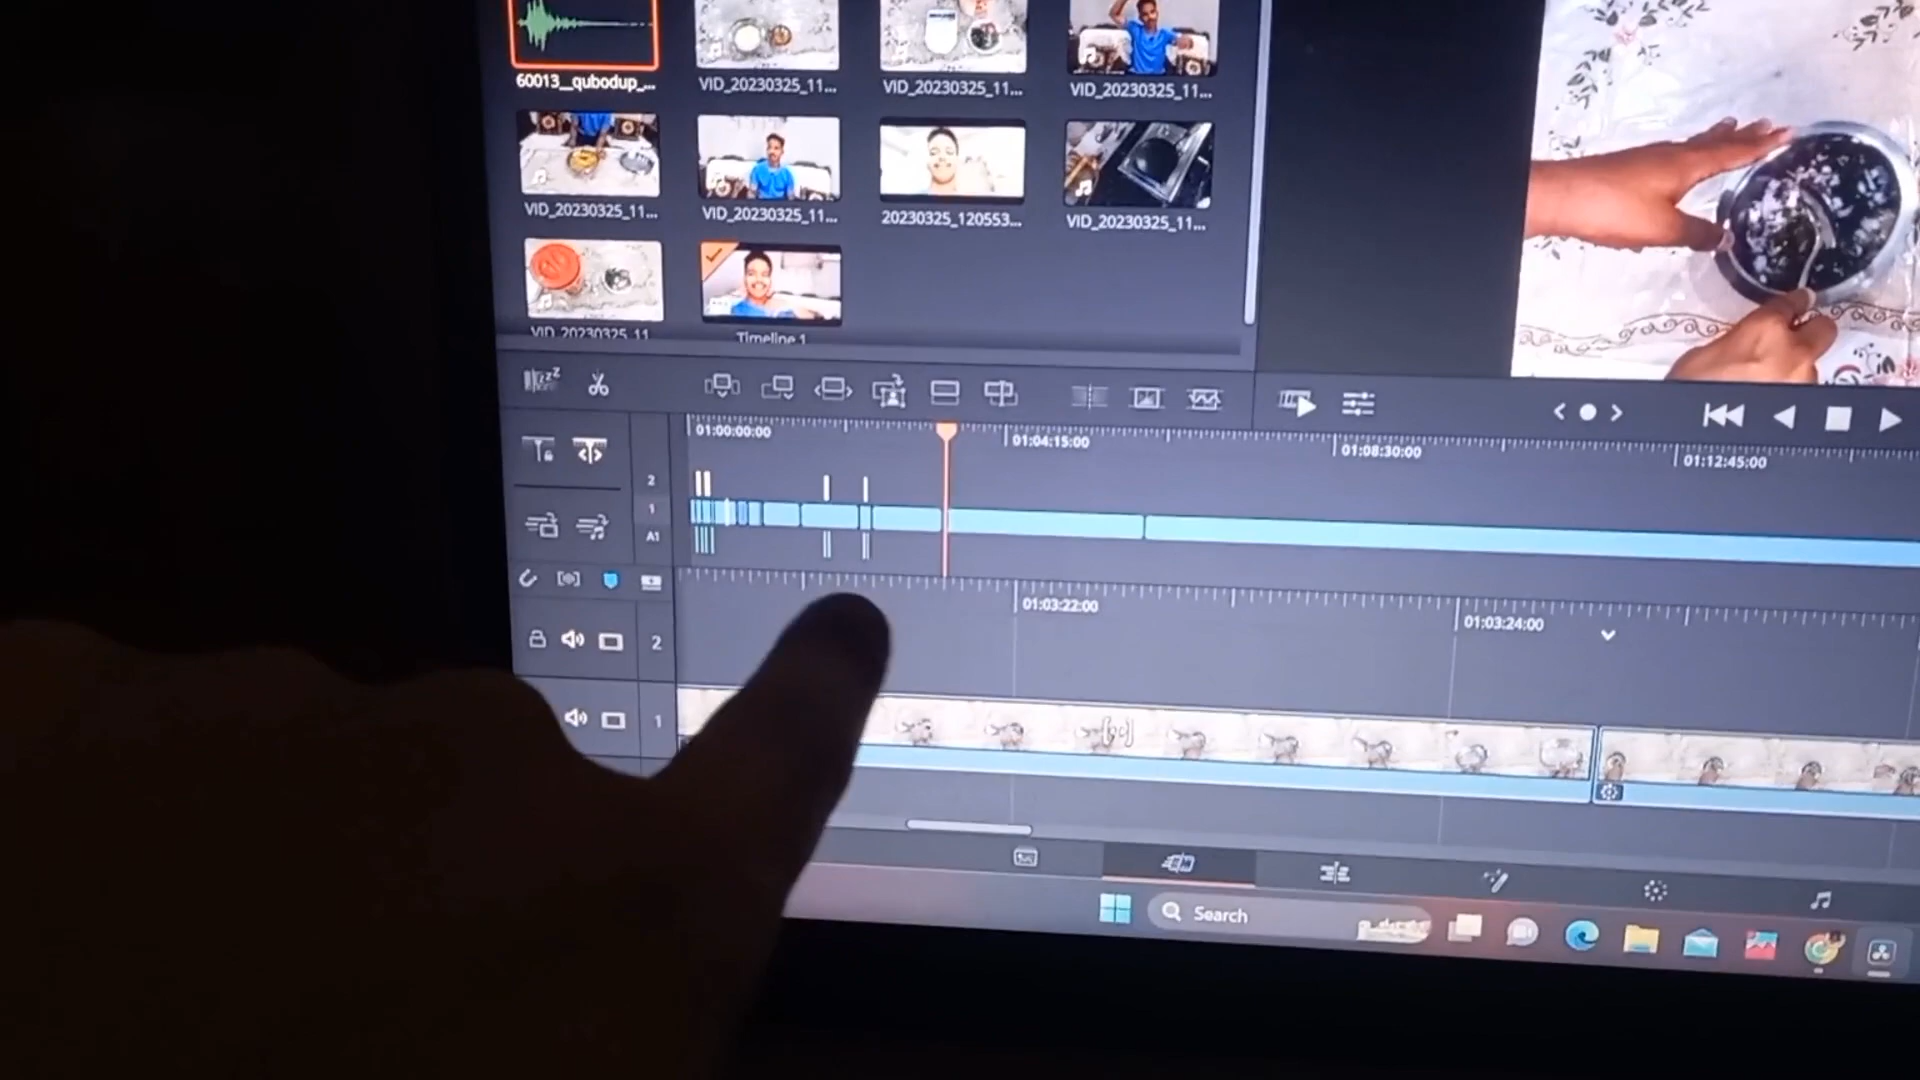 60013__qubodup_...
VID_20230325_11...
VID_20230325_11...
VID_20230325_11...
VID_20230325_11...
VID_20230325_11...
20230325_120553...
VID_20230325_11...
VID_20230325_11
Timeline 1
01:00:00:00
01:04:15:00
01:08:30:00
01:12:45:00
2
1
A1
01:03:22:00
01:03:24:00
2
1
Search